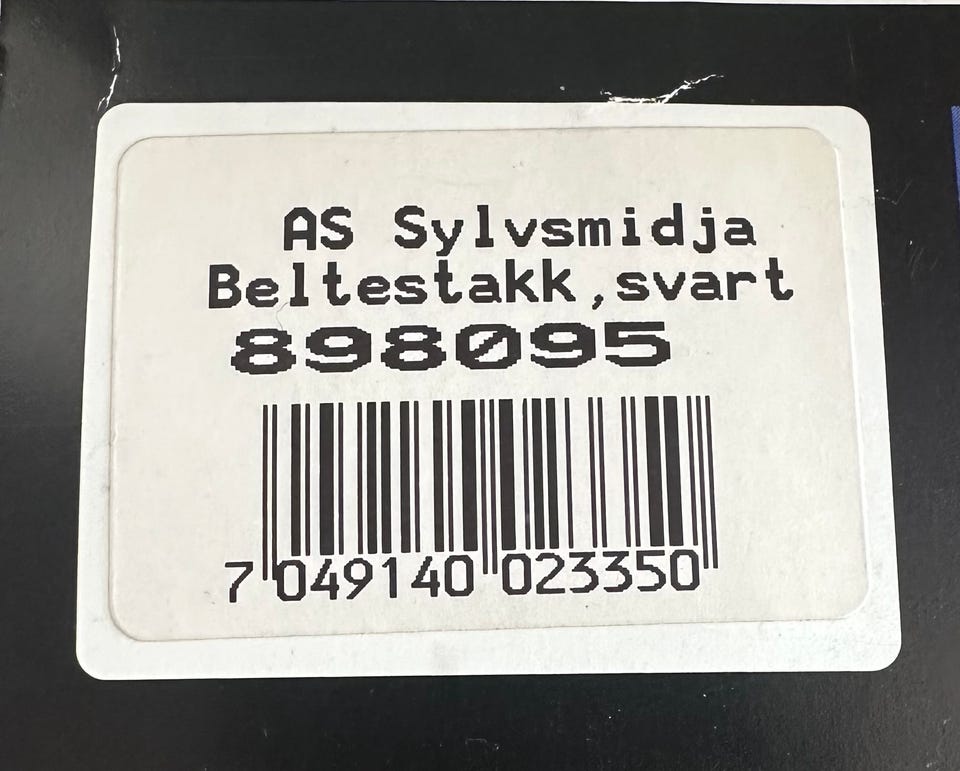 AS Sylvsmidja
Beltestakk,svart
898095
7 049140 023350